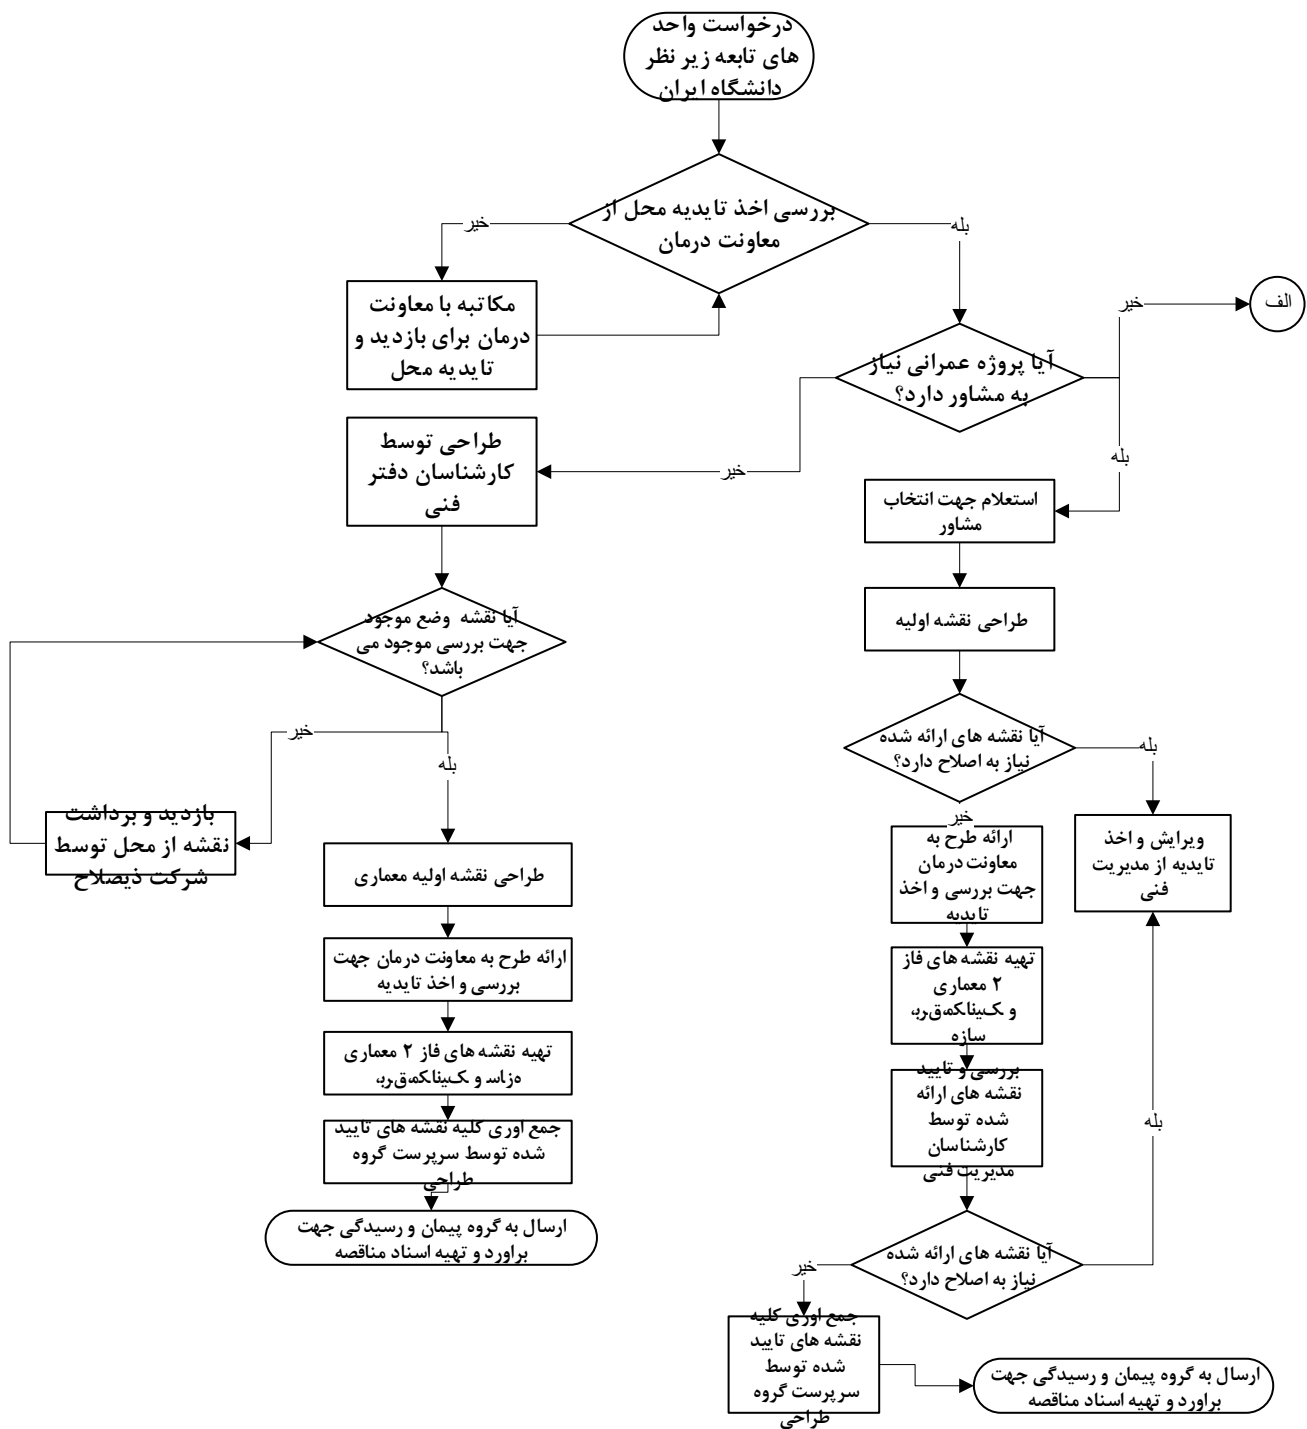 درخواست واحد
های تابعه زیر نظر
دانشگاه ایران
بررسی اخذ تایدیه محل از
معاونت درمان
خیر
بله
مکاتبه با معاونت
درمان برای بازدید و
تایدیه محل
خیر
الف
آیا پروژه عمرانی نیاز
به مشاور دارد؟
خیر
بله
طراحی توسط
کارشناسان دفتر
فنی
استعلام جهت انتخاب
مشاور
طراحی نقشه اولیه
آیا نقشه وضع موجود
جهت بررسی موجود می
باشد؟
خیر
بله
آیا نقشه های ارائه شده
نیاز به اصلاح دارد؟
بله
خیر
بازدید و برداشت
نقشه از محل توسط
شرکت ذیصلاح
طراحی نقشه اولیه معماری
ارائه طرح به
معاونت درمان
جهت بررسی و اخذ
تایدیه
ویرایش و اخذ
تایدیه از مدیریت
فنی
ارائه طرح به معاونت درمان جهت
بررسی و اخذ تایدیه
تهیه نقشه های فاز
۲ معماری
و کیناکمقرب،
سازه
تهیه نقشه های فاز ۲ معماری
هزاس و کیناکمقرب،
بررسی و تایید
نقشه های ارائه
شده توسط
کارشناسان
مدیریت فنی
بله
جمع اوری کلیه نقشه های تایید
شده توسط سرپرست گروه
طراحی
ارسال به گروه پیمان و رسیدگی جهت
براورد و تهیه اسناد مناقصه
آیا نقشه های ارائه شده
نیاز به اصلاح دارد؟
خیر
جمع اوری کلیه
نقشه های تایید
شده توسط
سرپرست گروه
طراحی
ارسال به گروه پیمان و رسیدگی جهت
براورد و تهیه اسناد مناقصه